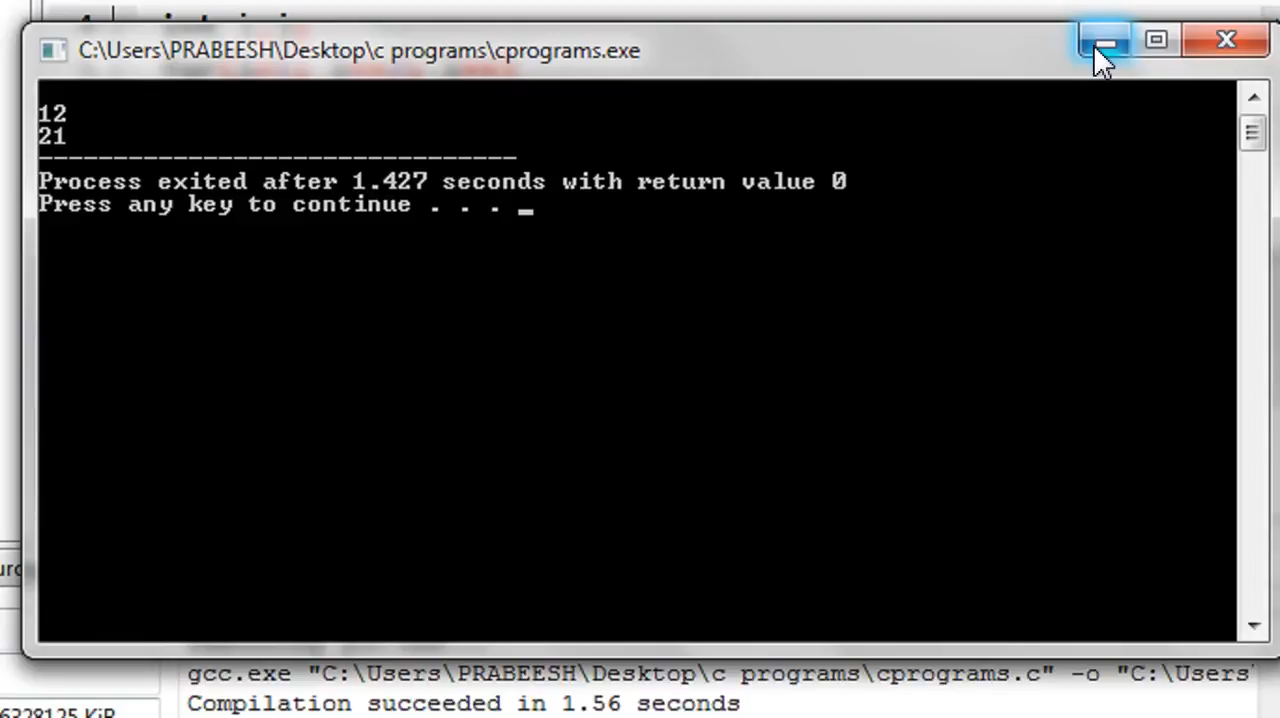 C:\Users\PRABEESH\Desktop\c programs\cprograms.exe
12
21
--------------------------------
Process exited after 1.427 seconds with return value 0
Press any key to continue . . . _
gcc.exe "C:\Users\PRABEESH\Desktop\c programs\cprograms.c" -o "C:\Users
Compilation succeeded in 1.56 seconds